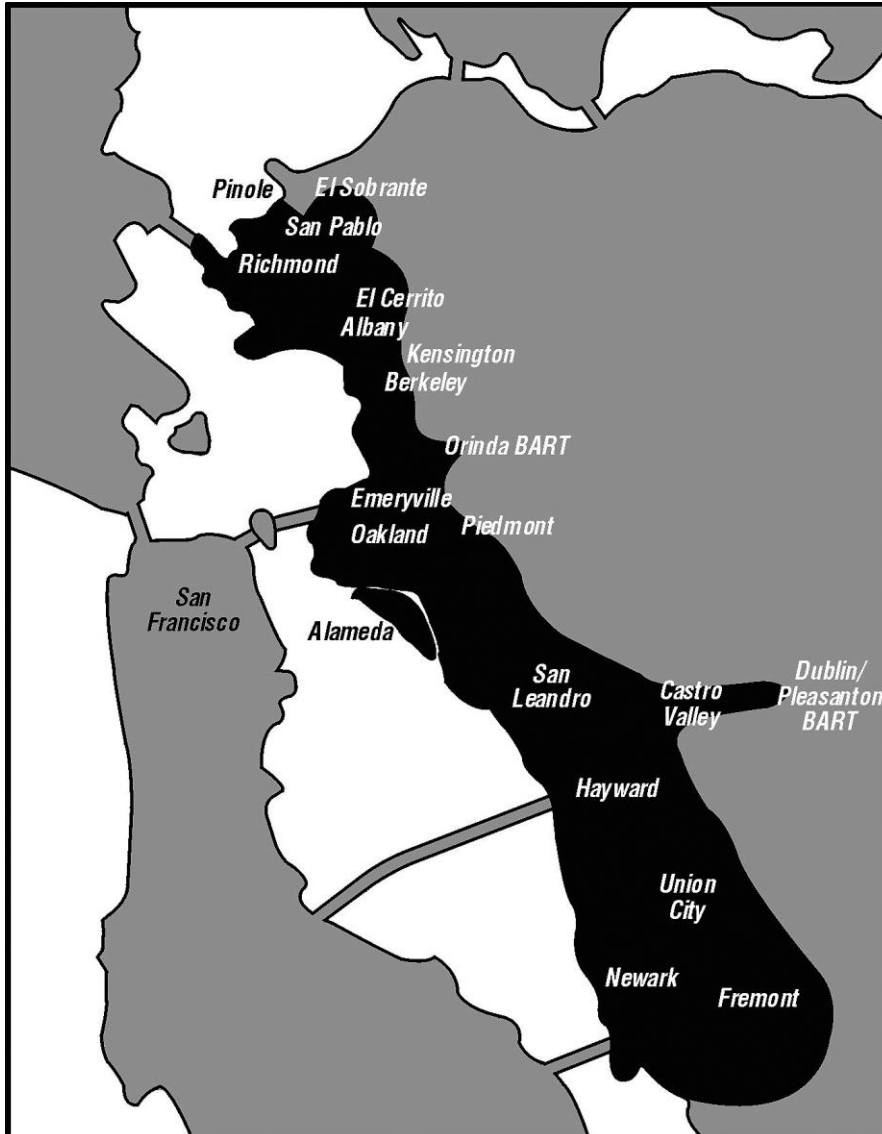 Pinole
El Sobrante
San Pablo
Richmond
El Cerrito
Albany
Kensington
Berkeley
Orinda BART
Emeryville
Oakland
Piedmont
San
Francisco
Alameda
San
Leandro
Castro
Valley
Dublin/
Pleasanton
BART
Hayward
Union
City
Newark
Fremont